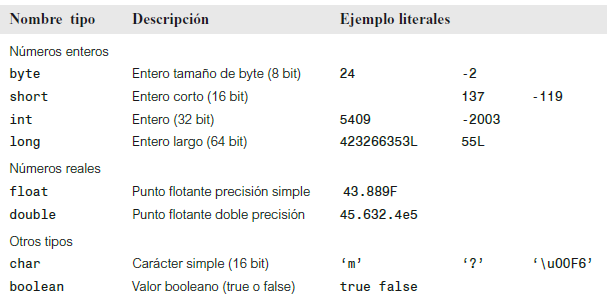 Nombre tipo Descripción Ejemplo literales
Números enteros
byte Entero tamaño de byte (8 bit) 24 -2
short Entero corto (16 bit) 137 -119
int Entero (32 bit) 5409 -2003
long Entero largo (64 bit) 423266353L 55L
Números reales
float Punto flotante precisión simple 43.889F
double Punto flotante doble precisión 45.632.4e5
Otros tipos
char Carácter simple (16 bit) ‘m’ ‘?’ ‘\u00F6’
boolean Valor booleano (true o false) true false